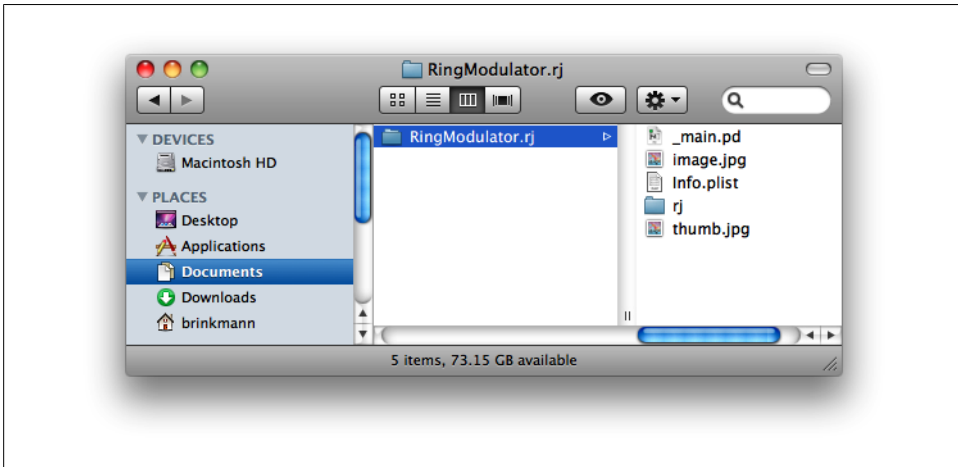 RingModulator.rj
DEVICES
Macintosh HD
PLACES
Desktop
Applications
Documents
Downloads
brinkmann
RingModulator.rj
_main.pd
image.jpg
Info.plist
rj
thumb.jpg
5 items, 73.15 GB available